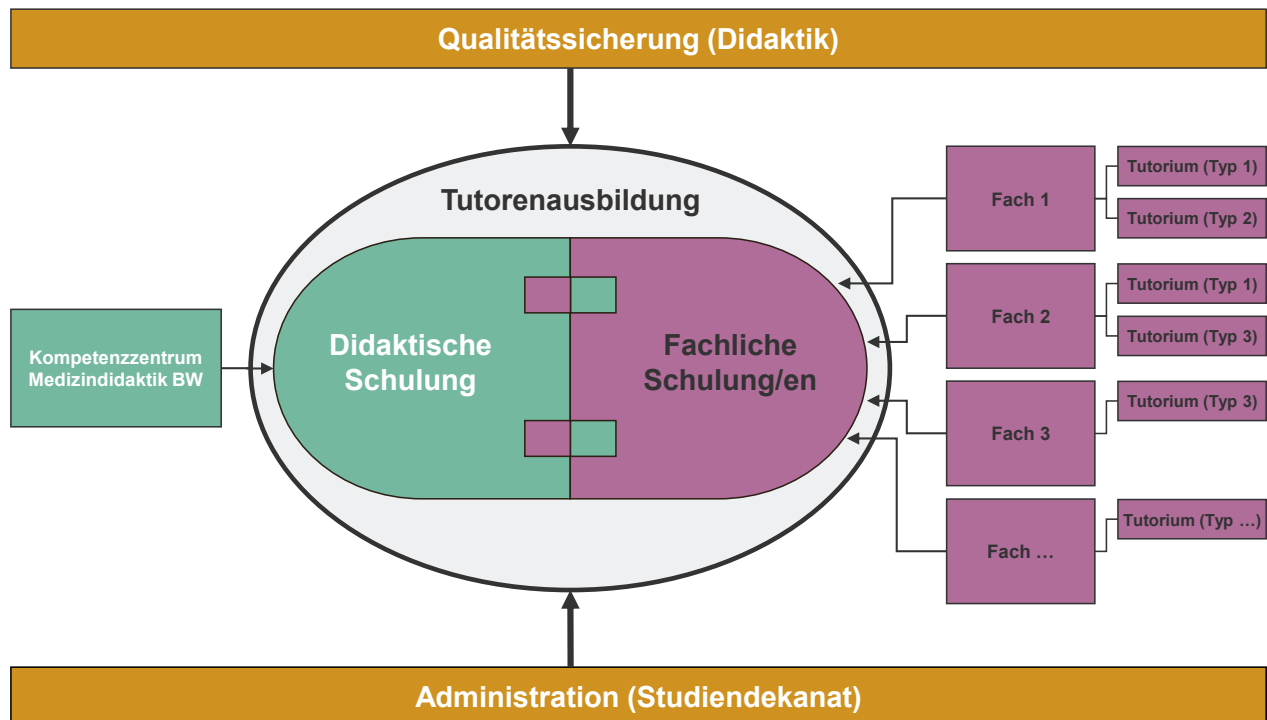 Qualitätssicherung (Didaktik)
Tutorenausbildung
Kompetenzzentrum
Medizindidaktik BW
Didaktische
Schulung
Fachliche
Schulung/en
Fach 1
Tutorium (Typ 1)
Tutorium (Typ 2)
Fach 2
Tutorium (Typ 1)
Tutorium (Typ 3)
Fach 3
Tutorium (Typ 3)
Fach …
Tutorium (Typ …)
Administration (Studiendekanat)